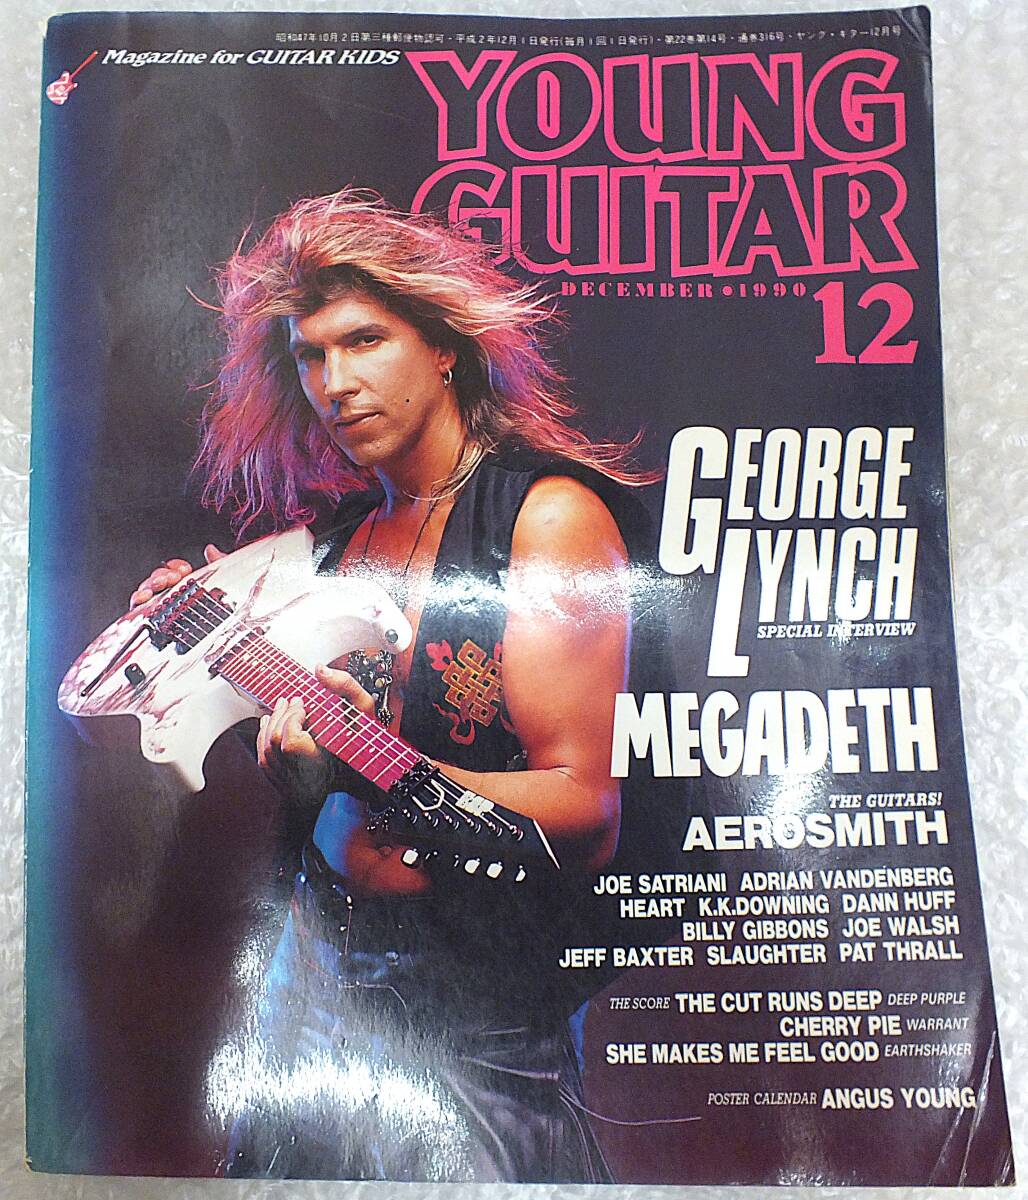 昭和47年10月2日第三種郵便物認可・平成2年12月1日発行(毎月1回1日発行)・第22巻第14号・通巻316号・ヤング・ギター12月号
Magazine for GUITAR KIDS
YOUNG
GUITAR
DECEMBER • 1990
12
GEORGE
LYNCH
SPECIAL INTERVIEW
MEGADETH
THE GUITARS!
AEROSMITH
JOE SATRIANI ADRIAN VANDENBERG
HEART K.K.DOWNING DANN HUFF
BILLY GIBBONS JOE WALSH
JEFF BAXTER SLAUGHTER PAT THRALL
THE SCORE THE CUT RUNS DEEP DEEP PURPLE
CHERRY PIE WARRANT
SHE MAKES ME FEEL GOOD EARTHSHAKER
POSTER CALENDAR ANGUS YOUNG